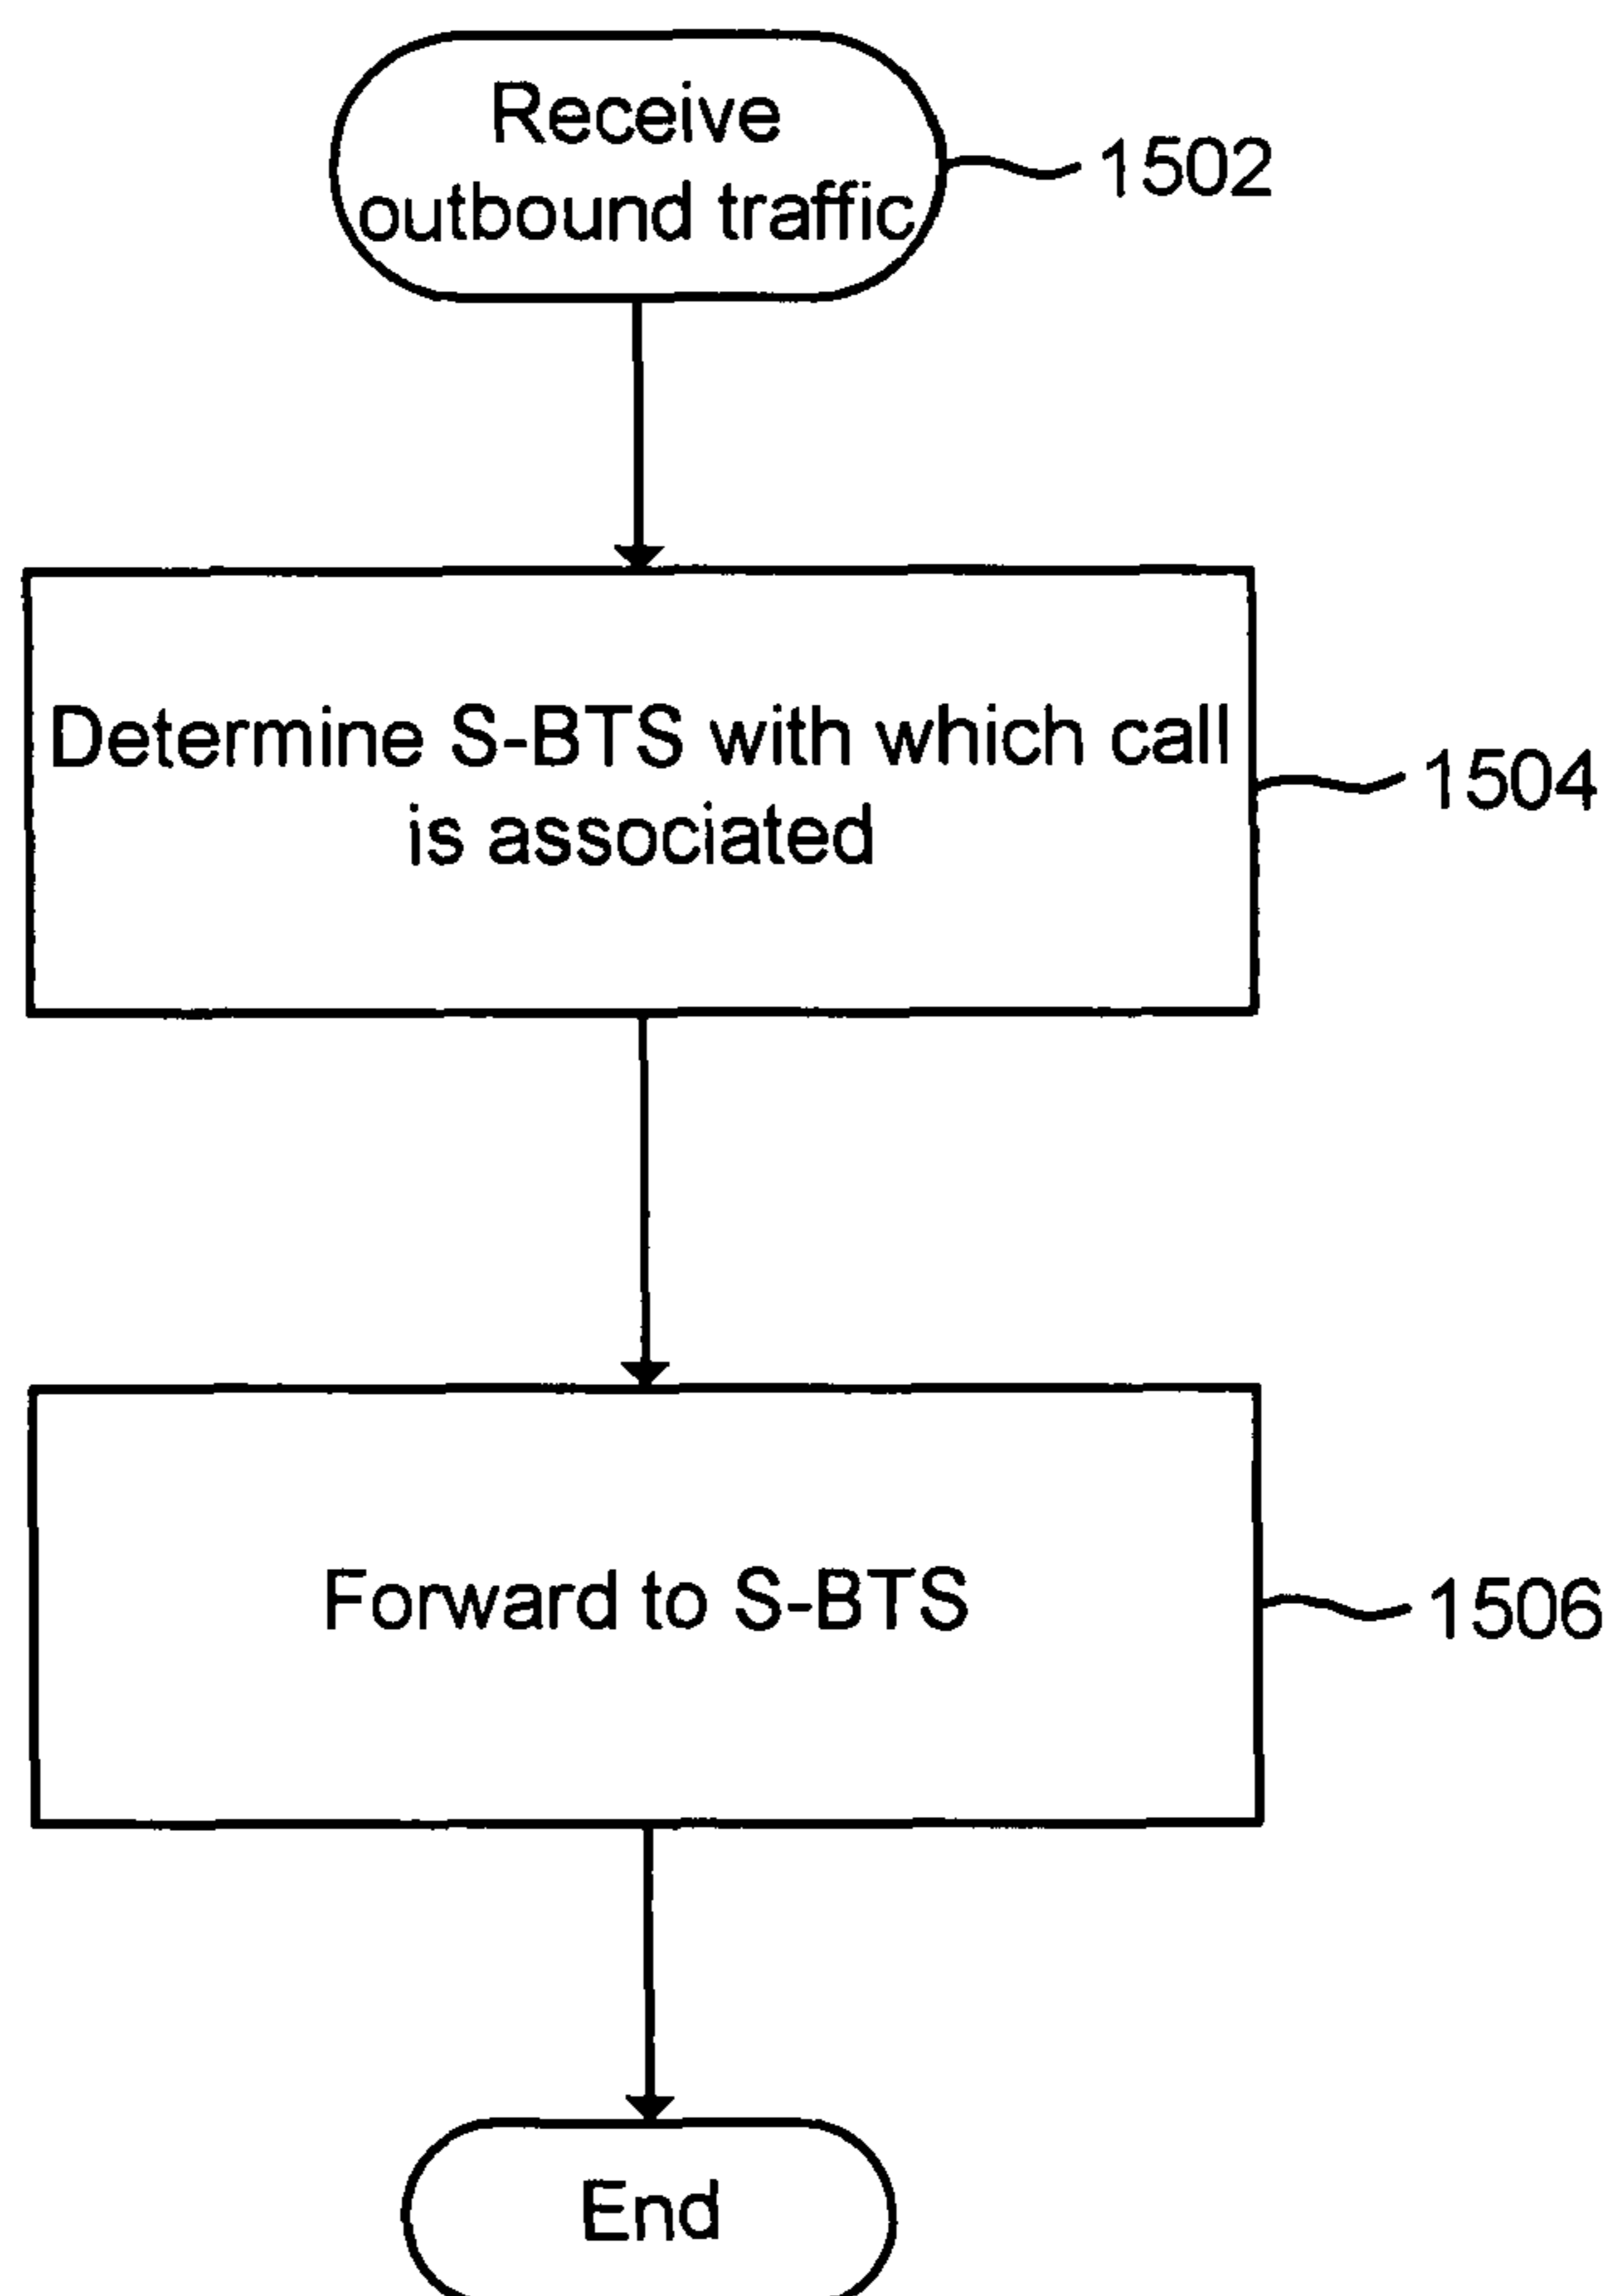 Receive
outbound traffic
1502
Determine S-BTS with which call
is associated
1504
Forward to S-BTS
1506
End